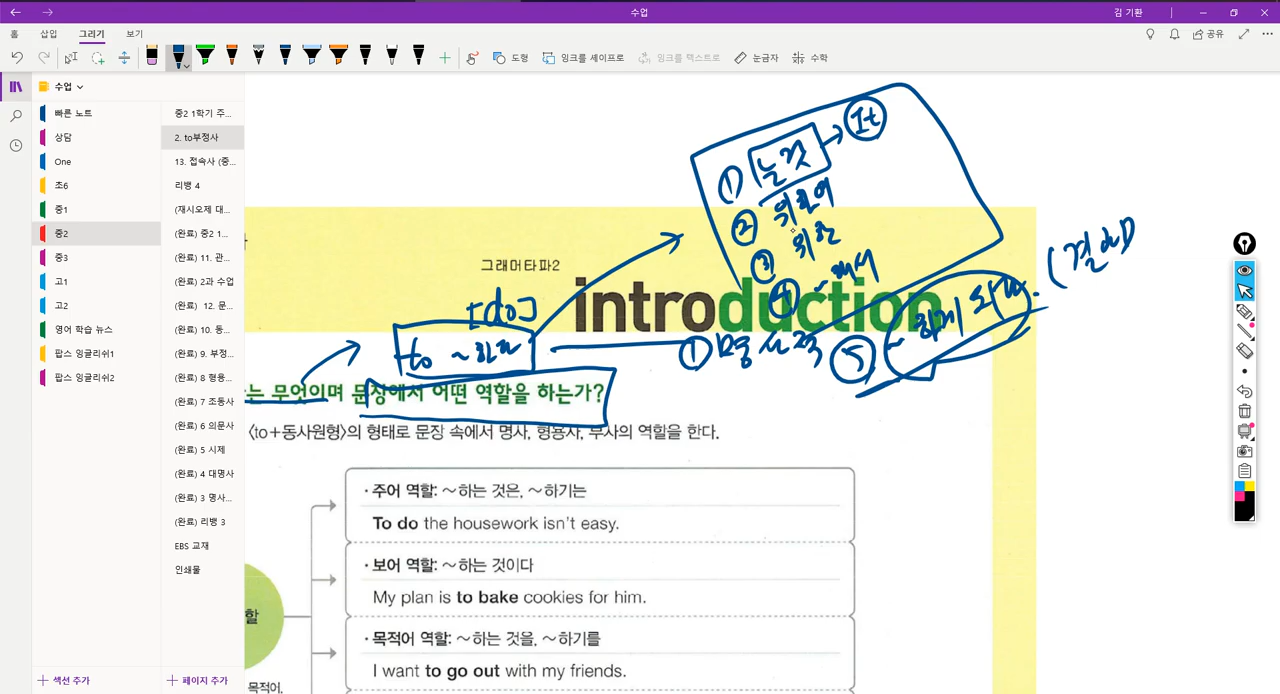 수업
김 기환
홈
삽입
그리기
보기
공유
도형
잉크를 셰이프로
잉크를 텍스트로
눈금자
수학
수업
빠른 노트
상담
One
초6
중1
중2
중3
고1
고2
영어 학습 뉴스
팝스 잉글리쉬1
팝스 잉글리쉬2
섹션 추가
중2 1학기 주...
2. to부정사
13. 접속사 (중...
리뱅 4
(재시오제 대...
(완료) 중2 1...
(완료) 11. 관...
(완료) 2과 수업
(완료) 12. 문...
(완료) 10. 동...
(완료) 9. 부정...
(완료) 8 형용...
(완료) 7 조동사
(완료) 6 의문사
(완료) 5 시제
(완료) 4 대명사
(완료) 3 명사...
(완료) 리뱅 3
EBS 교재
인쇄물
페이지 추가
① 는 것 → It
②
③ 위한
④ ~해서
⑤ ~하게 되다. (결과)
그래머타파2
introduction
[do]
to ~한다
①
는 무엇이며 문장에서 어떤 역할을 하는가?
<to+동사원형>의 형태로 문장 속에서 명사, 형용사, 부사의 역할을 한다.
· 주어 역할: ~하는 것은, ~하기는
To do the housework isn't easy.
· 보어 역할: ~하는 것이다
My plan is to bake cookies for him.
할
· 목적어 역할: ~하는 것을, ~하기를
I want to go out with my friends.
목적어,